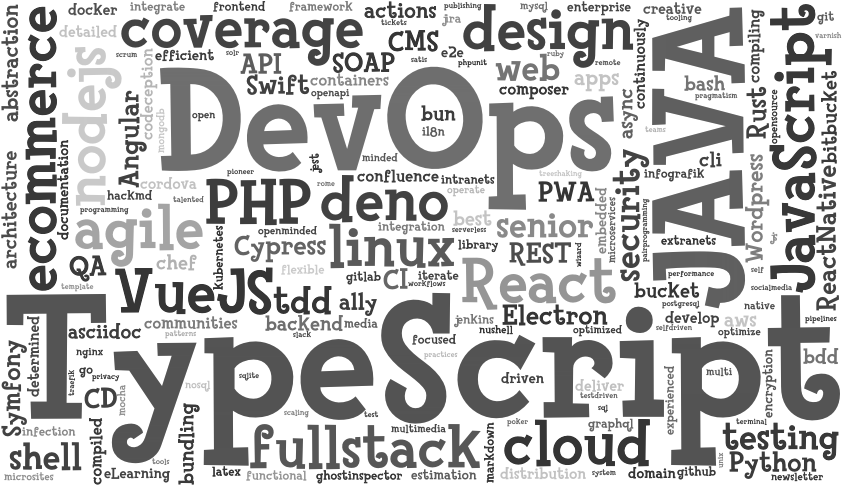 docker
integrate
frontend
framework
actions
tickets
publishing
jra
mysql
enterprise
creative
tooling
git
varnish
abstraction
ecommerce
detailed
coverage
scrum
efficient
solr
API
SOAP
CMS
satis
e2e
phpunit
design
ruby
remote
continuously
JAVA
compiling
JavaScript
nodejs
codeception
mongodb
Swift
containers
openapi
web
composer
apps
bash
pragmatism
Rust
opensource
ReactNative
bitbucket
Angular
DevOps
open
bun
i18n
async
teams
cli
infografik
documentation
architecture
pioneer
jest
minded
rome
confluence
intranets
operate
treeshaking
PWA
security
pairprogramming
Wordpress
cordova
hackmd
talented
programming
PHP
deno
best
serverless
senior
embedded
microservices
extranets
agile
openminded
integration
kubernetes
Cypress
linux
library
REST
wizard
chef
QA
flexible
gitlab
CI
iterate
workflows
React
performance
self
socialmedia
template
VueJS
tdd
ally
bucket
postgresql
native
TypeScript
asciidoc
communities
patterns
backend
media
slack
jenkins
Electron
nushell
optimized
develop
selfdriven
aws
optimize
pipelines
determined
Symfony
nginx
go
privacy
traefik
focused
practices
bdd
CD
mocha
nosql
sqlite
driven
deliver
testdriven
sql
multi
encryption
experienced
infection
scaling
test
poker
graphql
terminal
shell
compiled
bundling
fullstack
multimedia
markdown
cloud
testing
microsites
eLearning
tools
latex
functional
ghostinspector
estimation
distribution
system
domain
github
unix
Python
newsletter